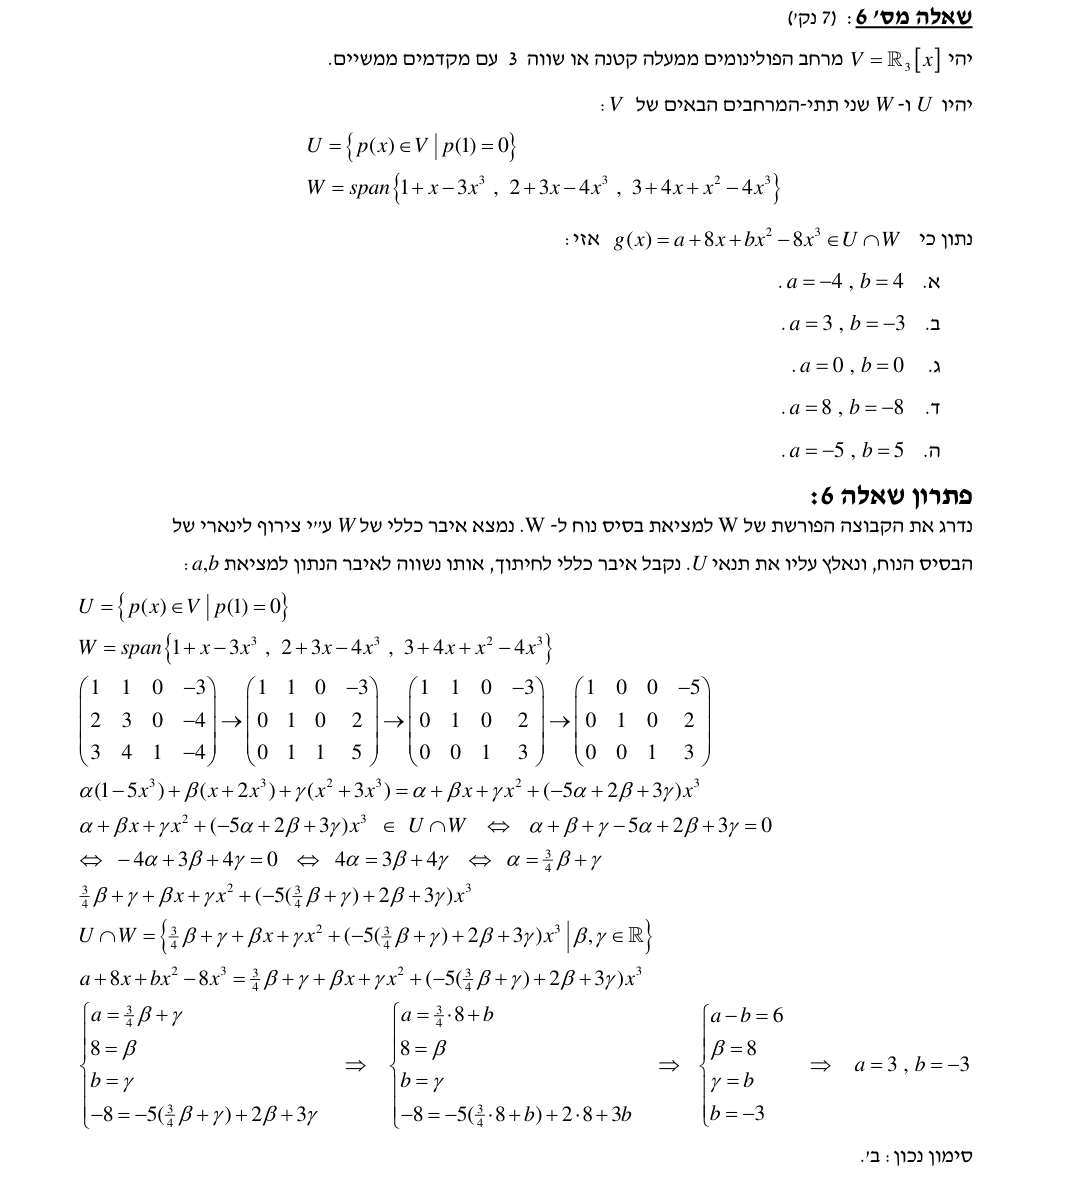 שאלה מס׳ 6 : (7 נק׳)
יהי V = ℝ₃[x] מרחב הפולינומים ממעלה קטנה או שווה 3 עם מקדמים ממשיים.
יהיו U ו- W שני תתי-המרחבים הבאים של V :
U = {p(x) ∈ V | p(1) = 0}
W = span{1 + x − 3x³ , 2 + 3x − 4x³ , 3 + 4x + x² − 4x³}
נתון כי g(x) = a + 8x + bx² − 8x³ ∈ U ∩ W אזי :
א. a = −4 , b = 4 .
ב. a = 3 , b = −3 .
ג. a = 0 , b = 0 .
ד. a = 8 , b = −8 .
ה. a = −5 , b = 5 .
פתרון שאלה 6:
נדרג את הקבוצה הפורשת של W למציאת בסיס נוח ל- W. נמצא איבר כללי של W ע״י צירוף לינארי של
הבסיס הנוח, ונאלץ עליו את תנאי U. נקבל איבר כללי לחיתוך, אותו נשווה לאיבר הנתון למציאת a,b :
U = {p(x) ∈ V | p(1) = 0}
W = span{1 + x − 3x³ , 2 + 3x − 4x³ , 3 + 4x + x² − 4x³}
(1 1 0 −3) (1 1 0 −3) (1 1 0 −3) (1 0 0 −5)
(2 3 0 −4) → (0 1 0 2) → (0 1 0 2) → (0 1 0 2)
(3 4 1 −4) (0 1 1 5) (0 0 1 3) (0 0 1 3)
α(1 − 5x³) + β(x + 2x³) + γ(x² + 3x³) = α + βx + γx² + (−5α + 2β + 3γ)x³
α + βx + γx² + (−5α + 2β + 3γ)x³ ∈ U ∩ W ⇔ α + β + γ − 5α + 2β + 3γ = 0
⇔ −4α + 3β + 4γ = 0 ⇔ 4α = 3β + 4γ ⇔ α = ¾β + γ
¾β + γ + βx + γx² + (−5(¾β + γ) + 2β + 3γ)x³
U ∩ W = {¾β + γ + βx + γx² + (−5(¾β + γ) + 2β + 3γ)x³ | β, γ ∈ ℝ}
a + 8x + bx² − 8x³ = ¾β + γ + βx + γx² + (−5(¾β + γ) + 2β + 3γ)x³
{a = ¾β + γ {a = ¾·8 + b {a − b = 6
8 = β 8 = β β = 8
b = γ ⇒ b = γ ⇒ γ = b ⇒ a = 3 , b = −3
−8 = −5(¾β + γ) + 2β + 3γ −8 = −5(¾·8 + b) + 2·8 + 3b b = −3
סימון נכון : ב׳.